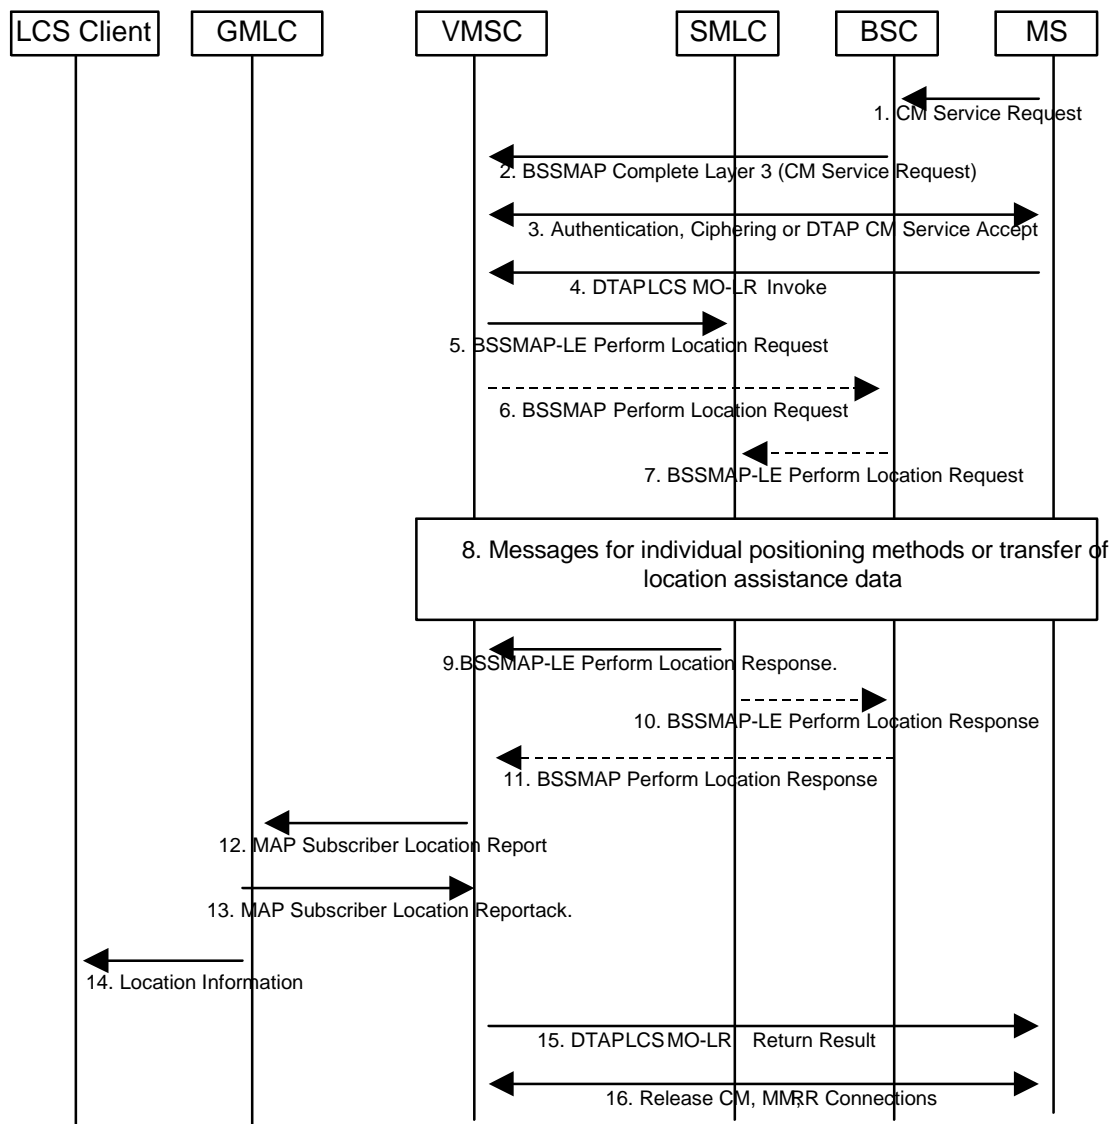 LCS Client GMLC VMSC SMLC BSC MS
1. CM Service Request
2. BSSMAP Complete Layer 3 (CM Service Request)
3. Authentication, Ciphering or DTAP CM Service Accept
4. DTAPLCS MO-LR Invoke
5. BSSMAP-LE Perform Location Request
6. BSSMAP Perform Location Request
7. BSSMAP-LE Perform Location Request
8. Messages for individual positioning methods or transfer of
location assistance data
9.BSSMAP-LE Perform Location Response.
10. BSSMAP-LE Perform Location Response
11. BSSMAP Perform Location Response
12. MAP Subscriber Location Report
13. MAP Subscriber Location Reportack.
14. Location Information
15. DTAPLCSMO-LR Return Result
16. Release CM, MM,RR Connections